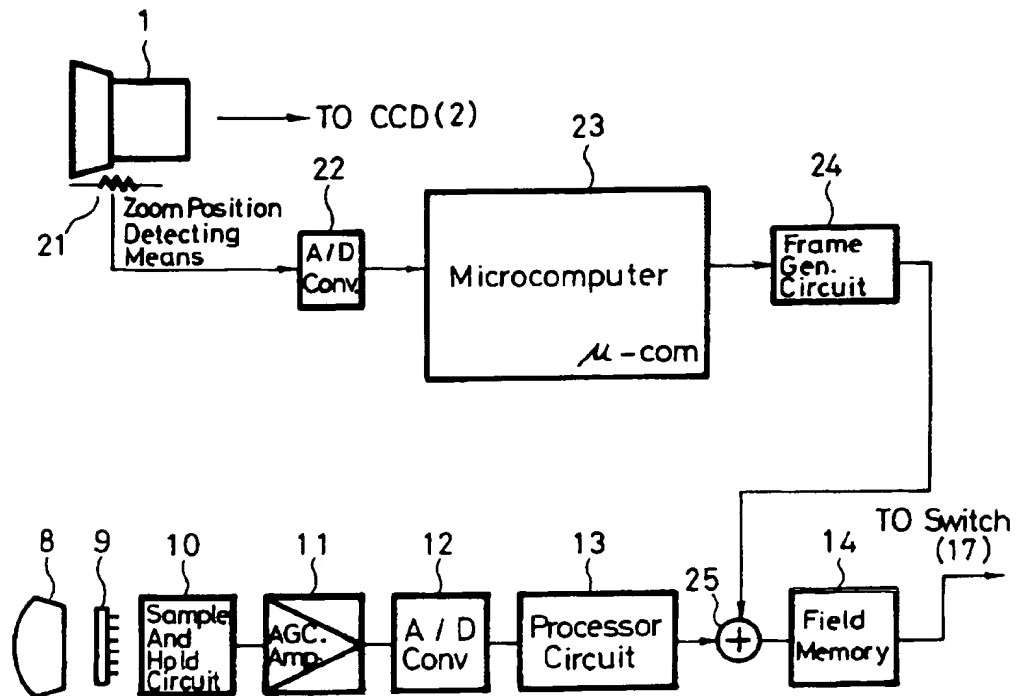 1
TO CCD(2)
23
22
24
21
Zoom Position
Detecting
Means
A/D
Conv.
Microcomputer
μ-com
Frame
Gen.
Circuit
TO Switch
(17)
8
9
10
11
12
13
25
14
Sample
And
Hold
Circuit
AGC.
Amp.
A/D
Conv
Processor
Circuit
+
Field
Memory